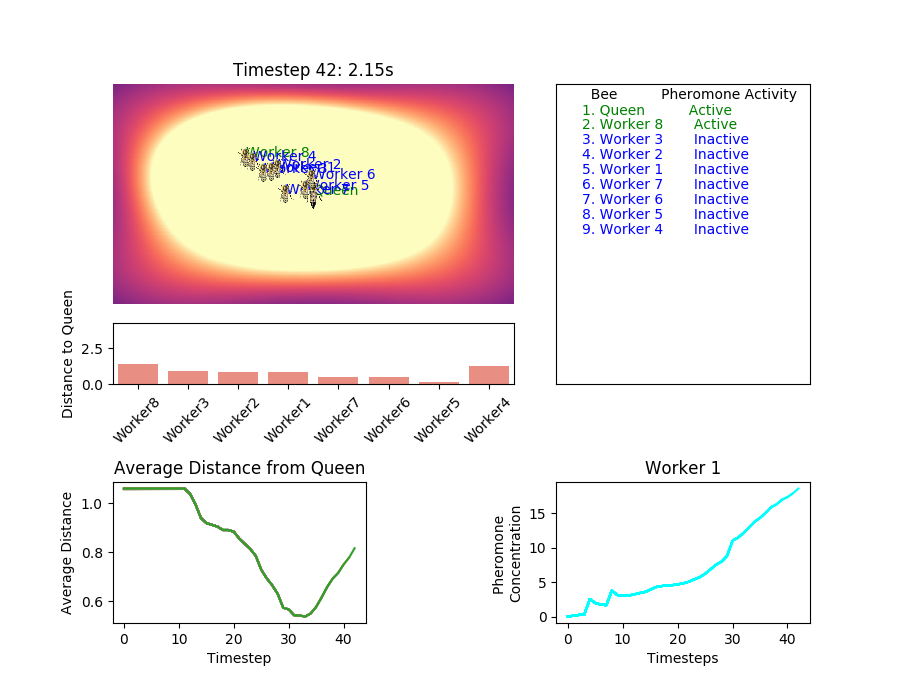 Timestep 42: 2.15s
Worker 8
Worker 4
Worker 2
Worker 6
Worker 5
Queen
Bee Pheromone Activity
1. Queen Active
2. Worker 8 Active
3. Worker 3 Inactive
4. Worker 2 Inactive
5. Worker 1 Inactive
6. Worker 7 Inactive
7. Worker 6 Inactive
8. Worker 5 Inactive
9. Worker 4 Inactive
Distance to Queen
2.5
0.0
Worker8 Worker3 Worker2 Worker1 Worker7 Worker6 Worker5 Worker4
Average Distance from Queen
Average Distance
1.0
0.8
0.6
0 10 20 30 40
Timestep
Worker 1
Pheromone
Concentration
15
10
5
0
0 10 20 30 40
Timesteps